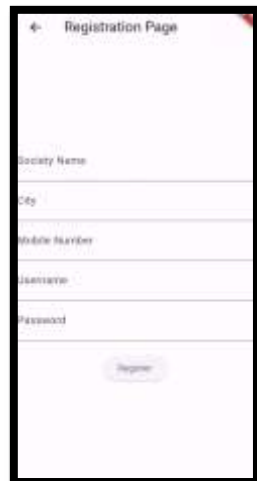 Registration Page
Society Name
City
Mobile Number
Username
Password
Register